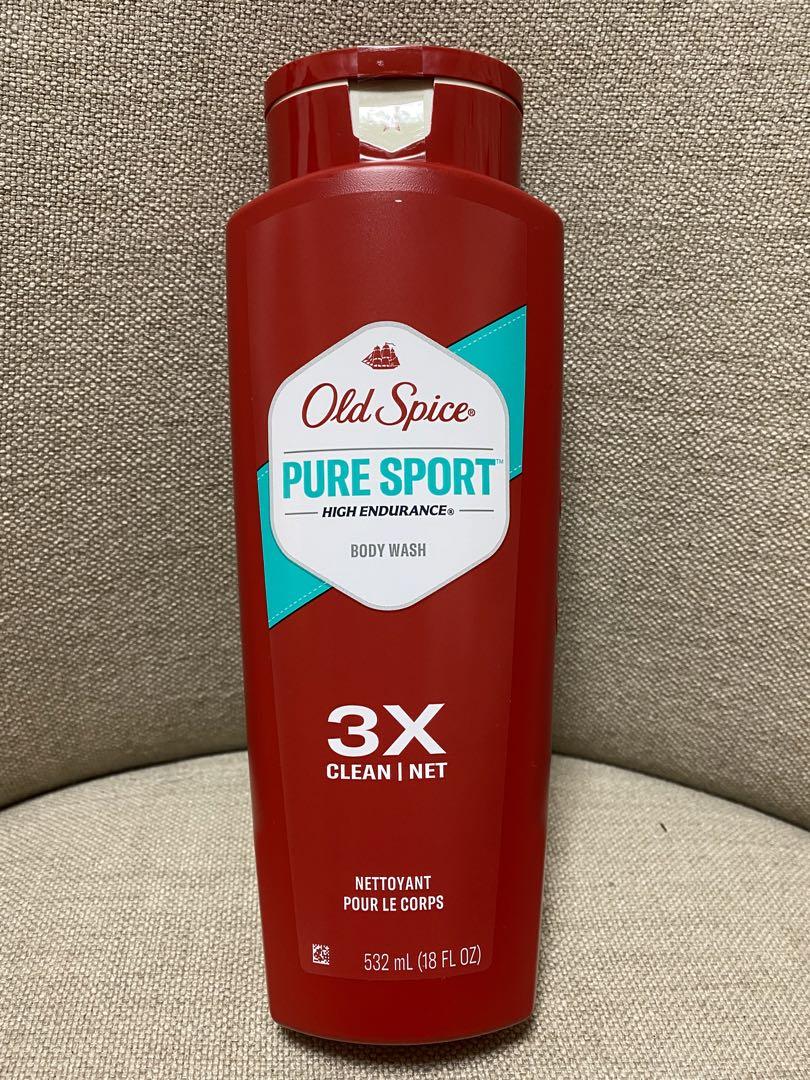 Old Spice®
PURE SPORT™
HIGH ENDURANCE®
BODY WASH
3X
CLEAN | NET
NETTOYANT
POUR LE CORPS
532 mL (18 FL OZ)